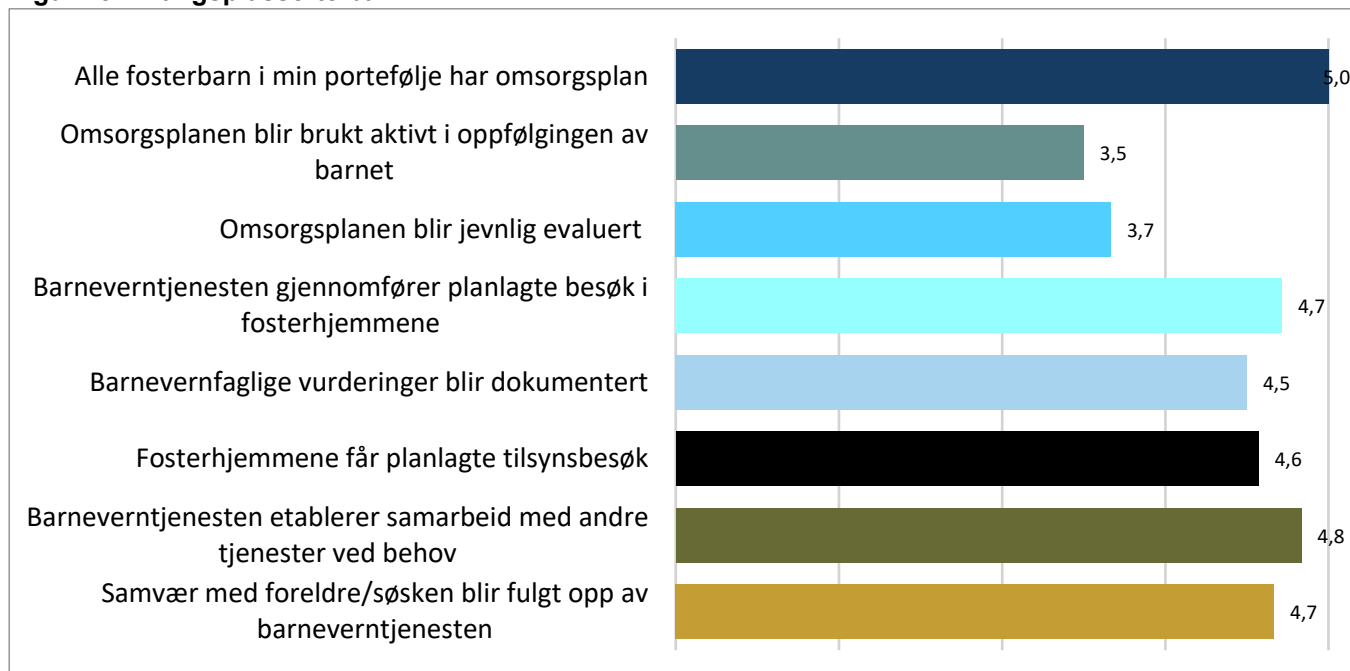 Alle fosterbarn i min portefølje har omsorgsplan
5,0
Omsorgsplanen blir brukt aktivt i oppfølgingen av
barnet
3,5
Omsorgsplanen blir jevnlig evaluert
3,7
Barneverntjenesten gjennomfører planlagte besøk i
fosterhjemmene
4,7
Barnevernfaglige vurderinger blir dokumentert
4,5
Fosterhjemmene får planlagte tilsynsbesøk
4,6
Barneverntjenesten etablerer samarbeid med andre
tjenester ved behov
4,8
Samvær med foreldre/søsken blir fulgt opp av
barneverntjenesten
4,7